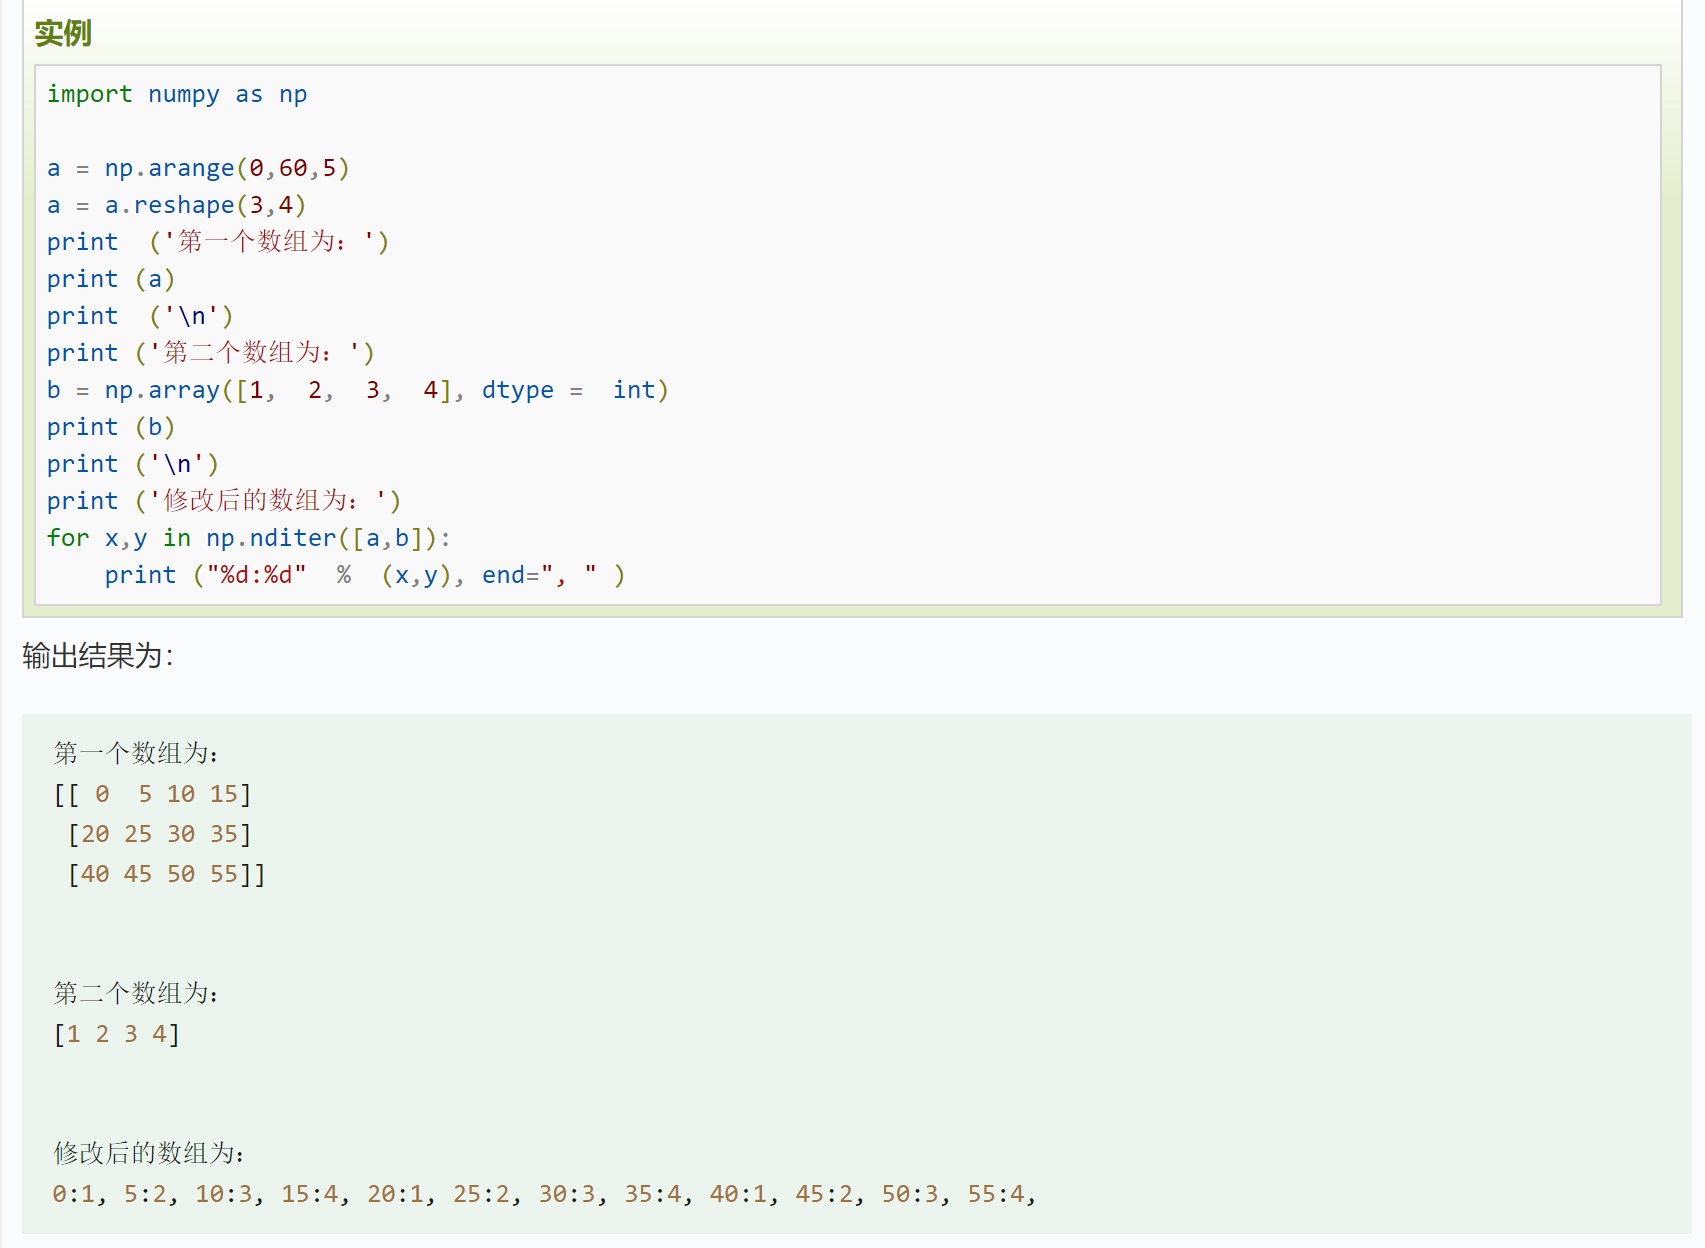 实例
import numpy as np
a = np.arange(0,60,5)
a = a.reshape(3,4)
print  ('第一个数组为：')
print (a)
print  ('\n')
print ('第二个数组为：')
b = np.array([1,  2,  3,  4], dtype =  int)
print (b)
print ('\n')
print ('修改后的数组为：')
for x,y in np.nditer([a,b]):
    print ("%d:%d"  %  (x,y), end=", " )
输出结果为：
第一个数组为：
[[ 0  5 10 15]
 [20 25 30 35]
 [40 45 50 55]]
第二个数组为：
[1 2 3 4]
修改后的数组为：
0:1, 5:2, 10:3, 15:4, 20:1, 25:2, 30:3, 35:4, 40:1, 45:2, 50:3, 55:4,